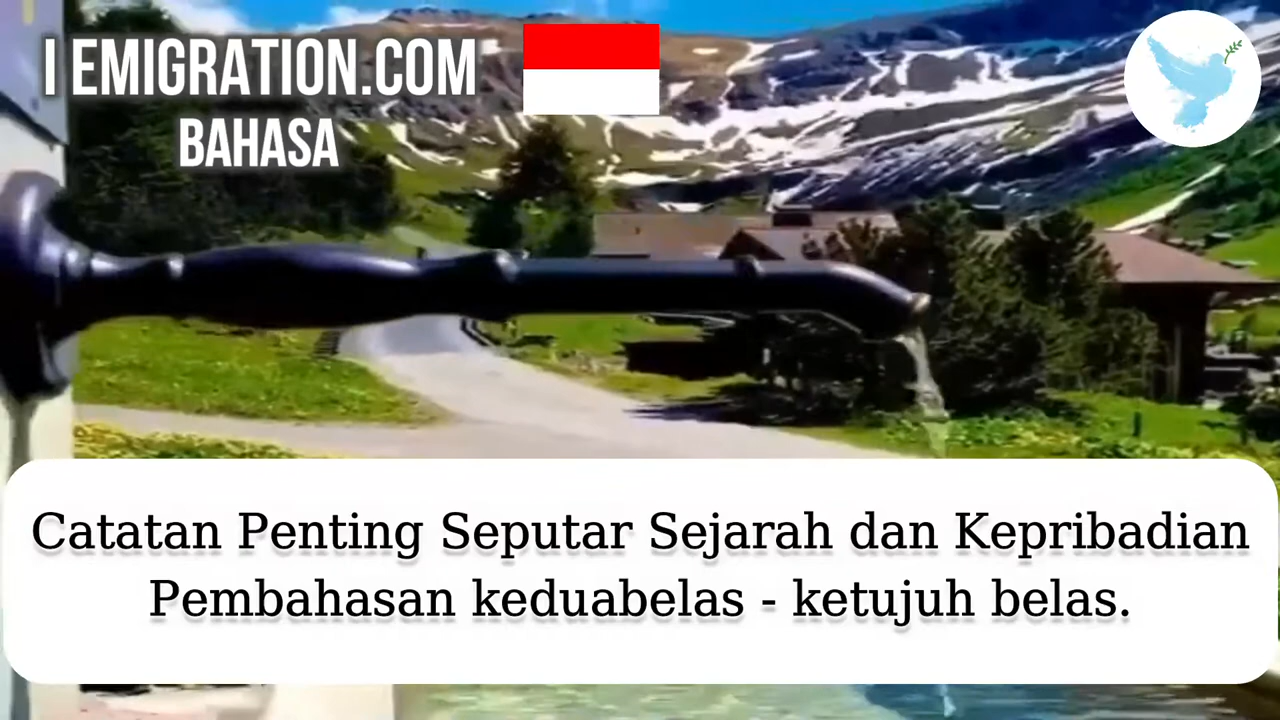 I EMIGRATION.COM
BAHASA
Catatan Penting Seputar Sejarah dan Kepribadian
Pembahasan keduabelas - ketujuh belas.